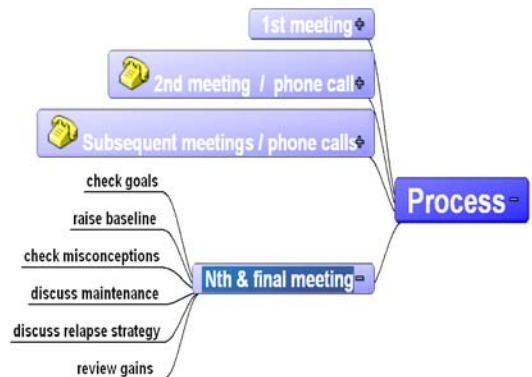 1st meeting
2nd meeting / phone call
Subsequent meetings / phone calls
check goals
raise baseline
check misconceptions
discuss maintenance
discuss relapse strategy
review gains
Nth & final meeting
Process